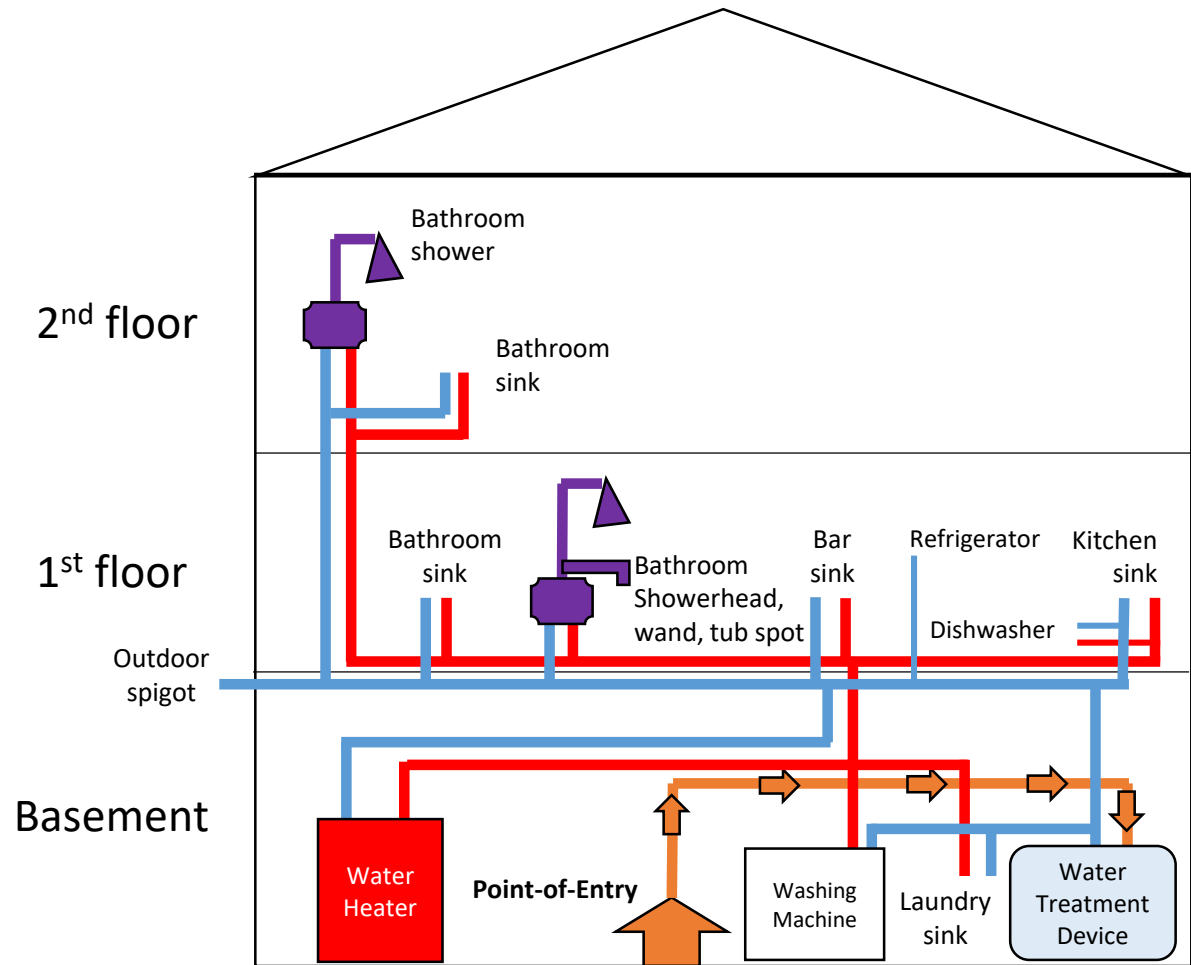 Bathroom
shower
2nd floor
Bathroom
sink
Bathroom
sink
Bathroom
Showerhead,
wand, tub spot
Bar
sink
Refrigerator
Kitchen
sink
Dishwasher
1st floor
Outdoor
spigot
Basement
Water
Heater
Point-of-Entry
Washing
Machine
Laundry
sink
Water
Treatment
Device